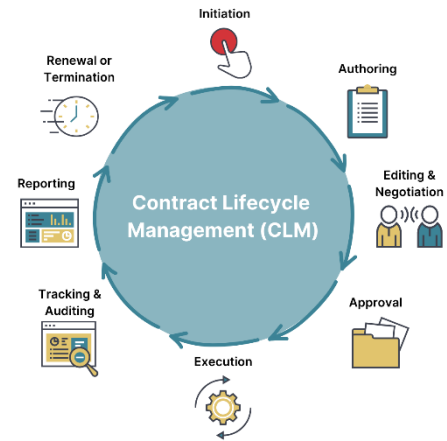 Initiation
Authoring
Editing &
Negotiation
Approval
Execution
Tracking &
Auditing
Reporting
Renewal or
Termination
Contract Lifecycle
Management (CLM)